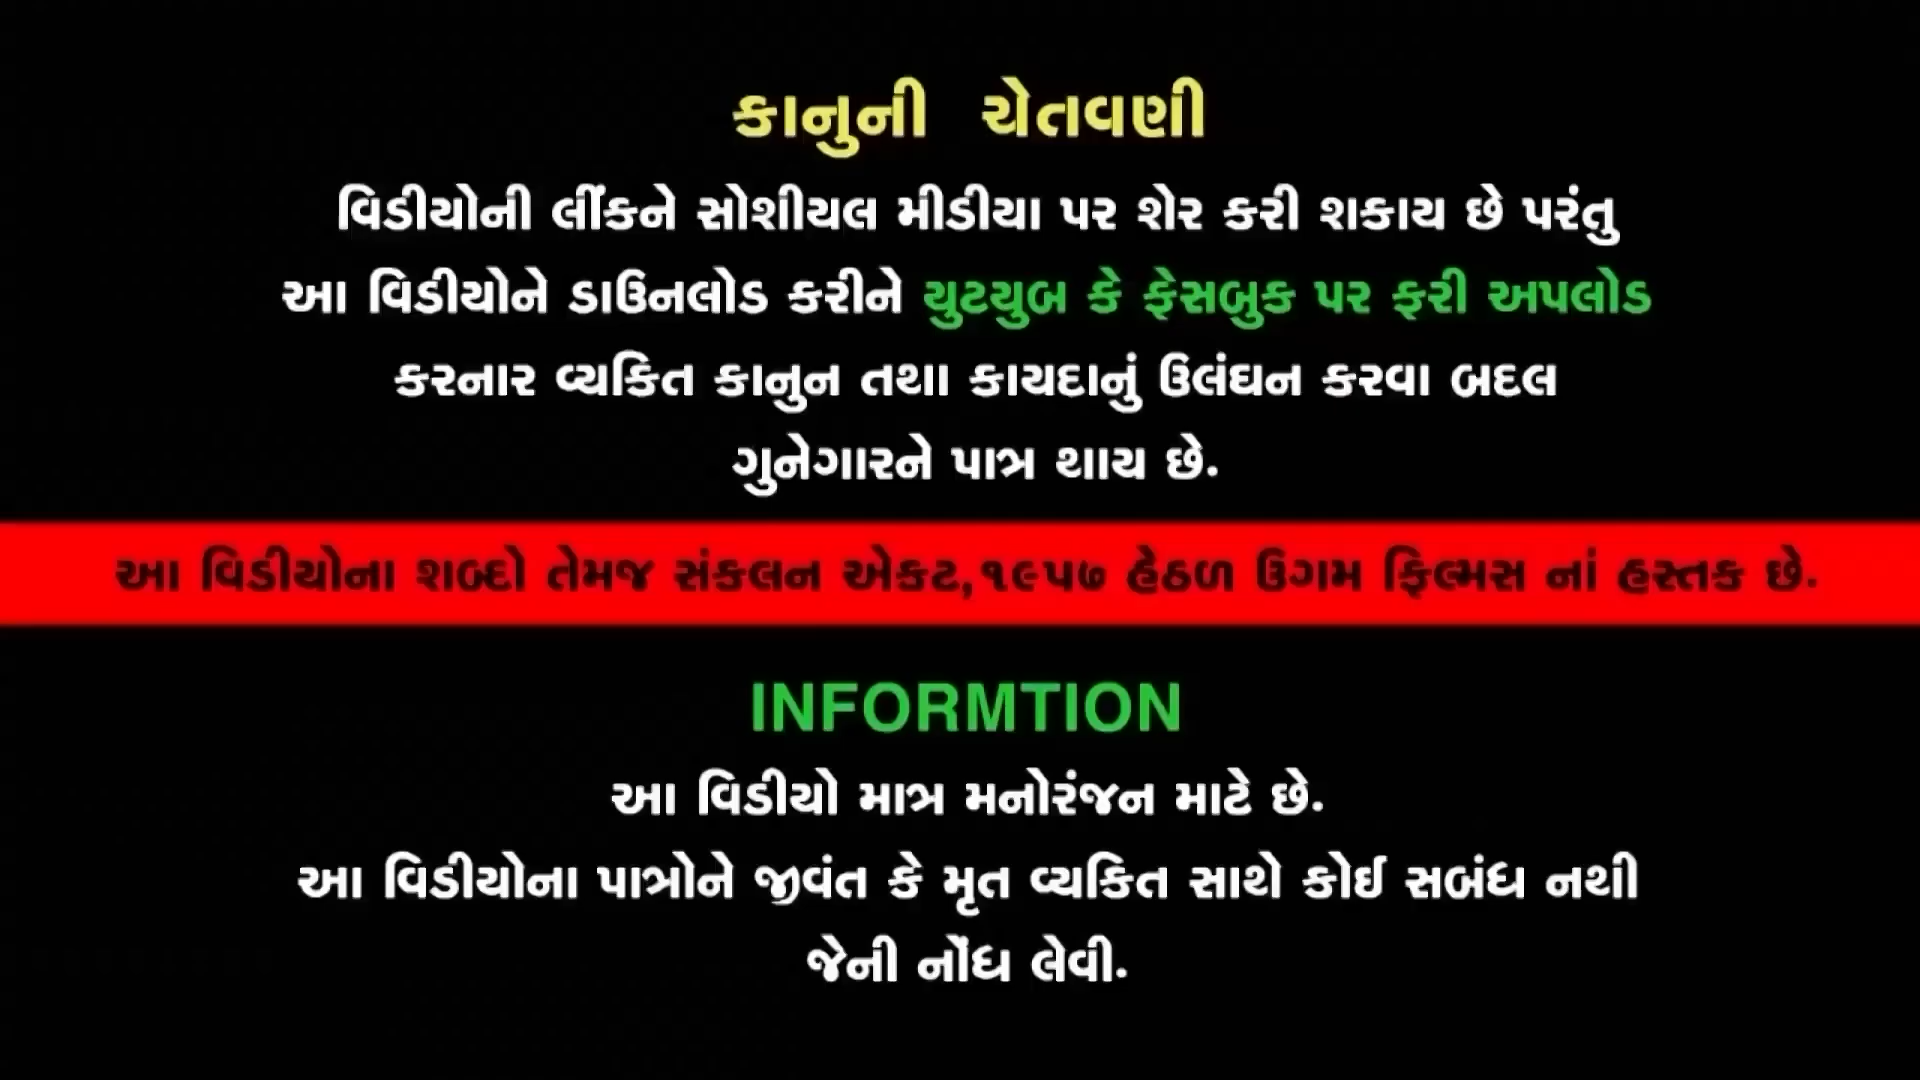 કાનુની ચેતવણી
વિડીયોની લીંકને સોશીયલ મીડીયા પર શેર કરી શકાય છે પરંતુ
આ વિડીયોને ડાઉનલોડ કરીને યુટયુબ કે ફેસબુક પર ફરી અપલોડ
કરનાર વ્યકિત કાનુન તથા કાયદાનું ઉલંઘન કરવા બદલ
ગુનેગારને પાત્ર થાય છે.
આ વિડીયોના શબ્દો તેમજ સંકલન એકટ,૧૯૫૭ હેઠળ ઉગમ ફિલ્મસ નાં હસ્તક છે.
INFORMTION
આ વિડીયો માત્ર મનોરંજન માટે છે.
આ વિડીયોના પાત્રોને જીવંત કે મૃત વ્યકિત સાથે કોઈ સબંધ નથી
જેની નોંધ લેવી.